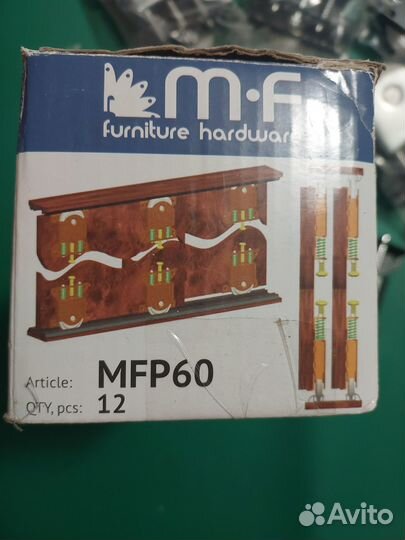 m·F
furniture hardware
Article: MFP60
QTY, pcs: 12
Avito